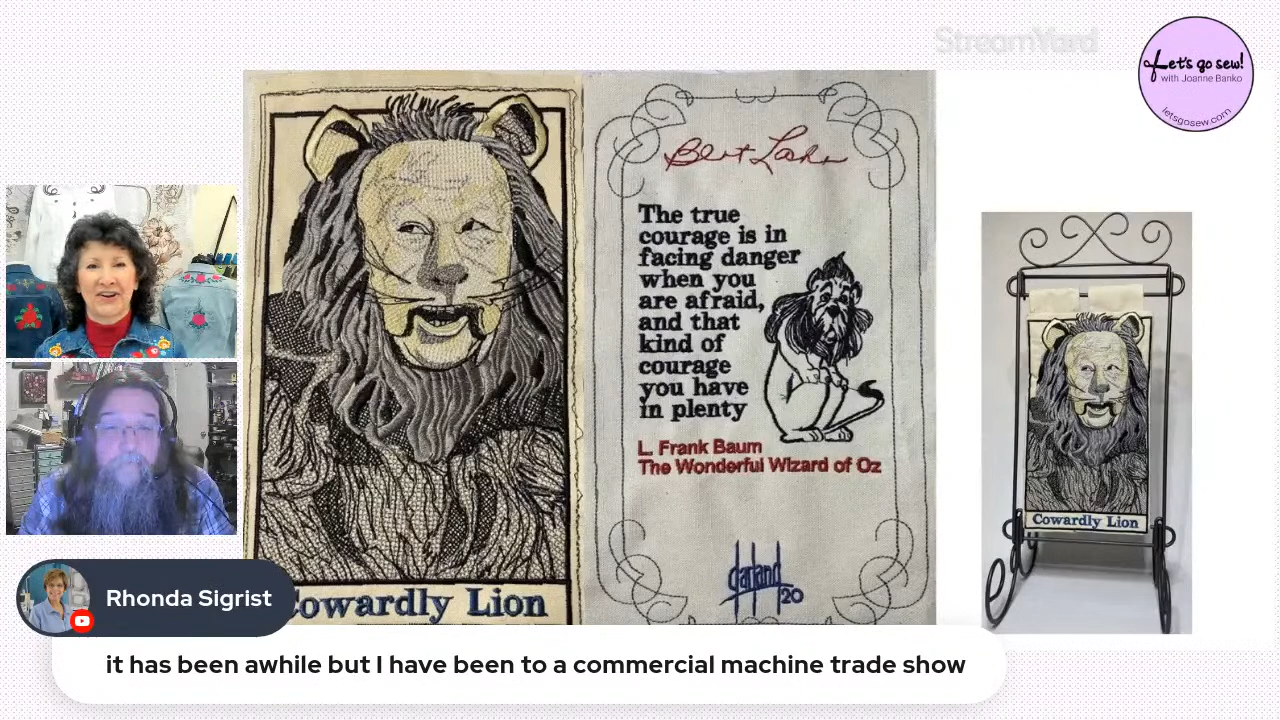 StreamYard
Let's go sew!
with Joanne Banko
letsgosew.com
Bert Lahr
The true
courage is in
facing danger
when you
are afraid,
and that
kind of
courage
you have
in plenty
L. Frank Baum
The Wonderful Wizard of Oz
garland
20
Cowardly Lion
Cowardly Lion
Rhonda Sigrist
it has been awhile but I have been to a commercial machine trade show